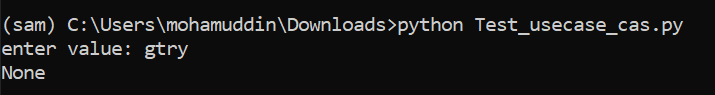 (sam) C:\Users\mohamuddin\Downloads>python Test_usecase_cas.py
enter value: gtry
None